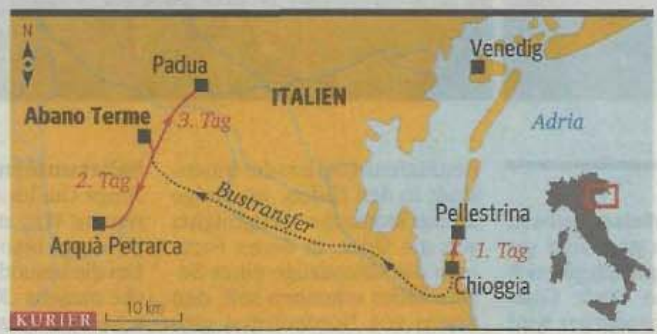 N
Venedig
Padua
ITALIEN
Abano Terme
3. Tag
Adria
2. Tag
Bustransfer
Pellestrina
Arquà Petrarca
1. Tag
Chioggia
10 km
KURIER